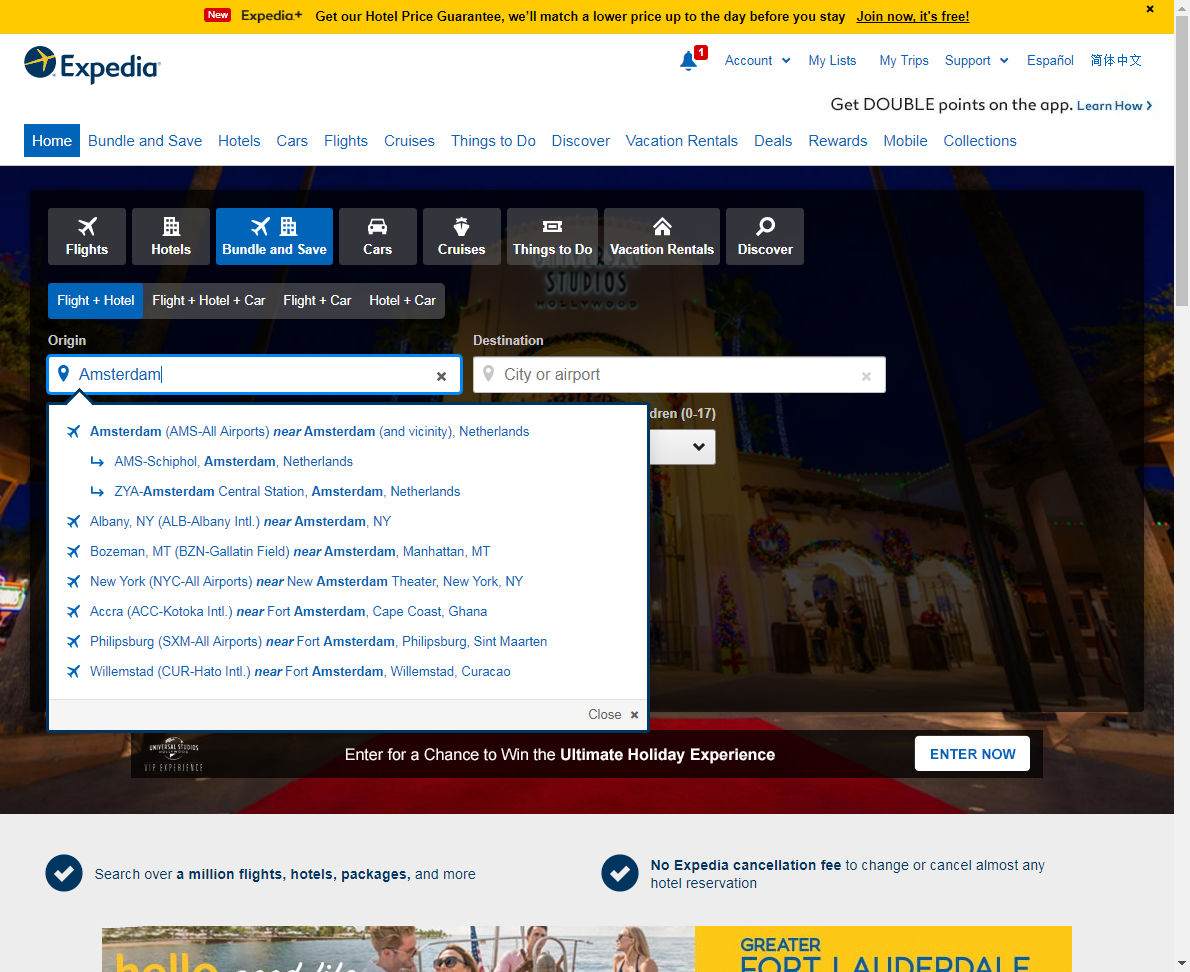 New Expedia+ Get our Hotel Price Guarantee, we'll match a lower price up to the day before you stay Join now, it's free!
Expedia
1
Account My Lists My Trips Support Español 简体中文
Get DOUBLE points on the app. Learn How
Home Bundle and Save Hotels Cars Flights Cruises Things to Do Discover Vacation Rentals Deals Rewards Mobile Collections
Flights Hotels Bundle and Save Cars Cruises Things to Do Vacation Rentals Discover
UNIVERSAL
STUDIOS
HOLLYWOOD
Flight + Hotel Flight + Hotel + Car Flight + Car Hotel + Car
Origin Destination
Amsterdam City or airport
dren (0-17)
Amsterdam (AMS-All Airports) near Amsterdam (and vicinity), Netherlands
AMS-Schiphol, Amsterdam, Netherlands
ZYA-Amsterdam Central Station, Amsterdam, Netherlands
Albany, NY (ALB-Albany Intl.) near Amsterdam, NY
Bozeman, MT (BZN-Gallatin Field) near Amsterdam, Manhattan, MT
New York (NYC-All Airports) near New Amsterdam Theater, New York, NY
Accra (ACC-Kotoka Intl.) near Fort Amsterdam, Cape Coast, Ghana
Philipsburg (SXM-All Airports) near Fort Amsterdam, Philipsburg, Sint Maarten
Willemstad (CUR-Hato Intl.) near Fort Amsterdam, Willemstad, Curacao
Close
UNIVERSAL STUDIOS
HOLLYWOOD
VIP EXPERIENCE
Enter for a Chance to Win the Ultimate Holiday Experience ENTER NOW
Search over a million flights, hotels, packages, and more
No Expedia cancellation fee to change or cancel almost any
hotel reservation
hello good life
GREATER
FORT LAUDERDALE